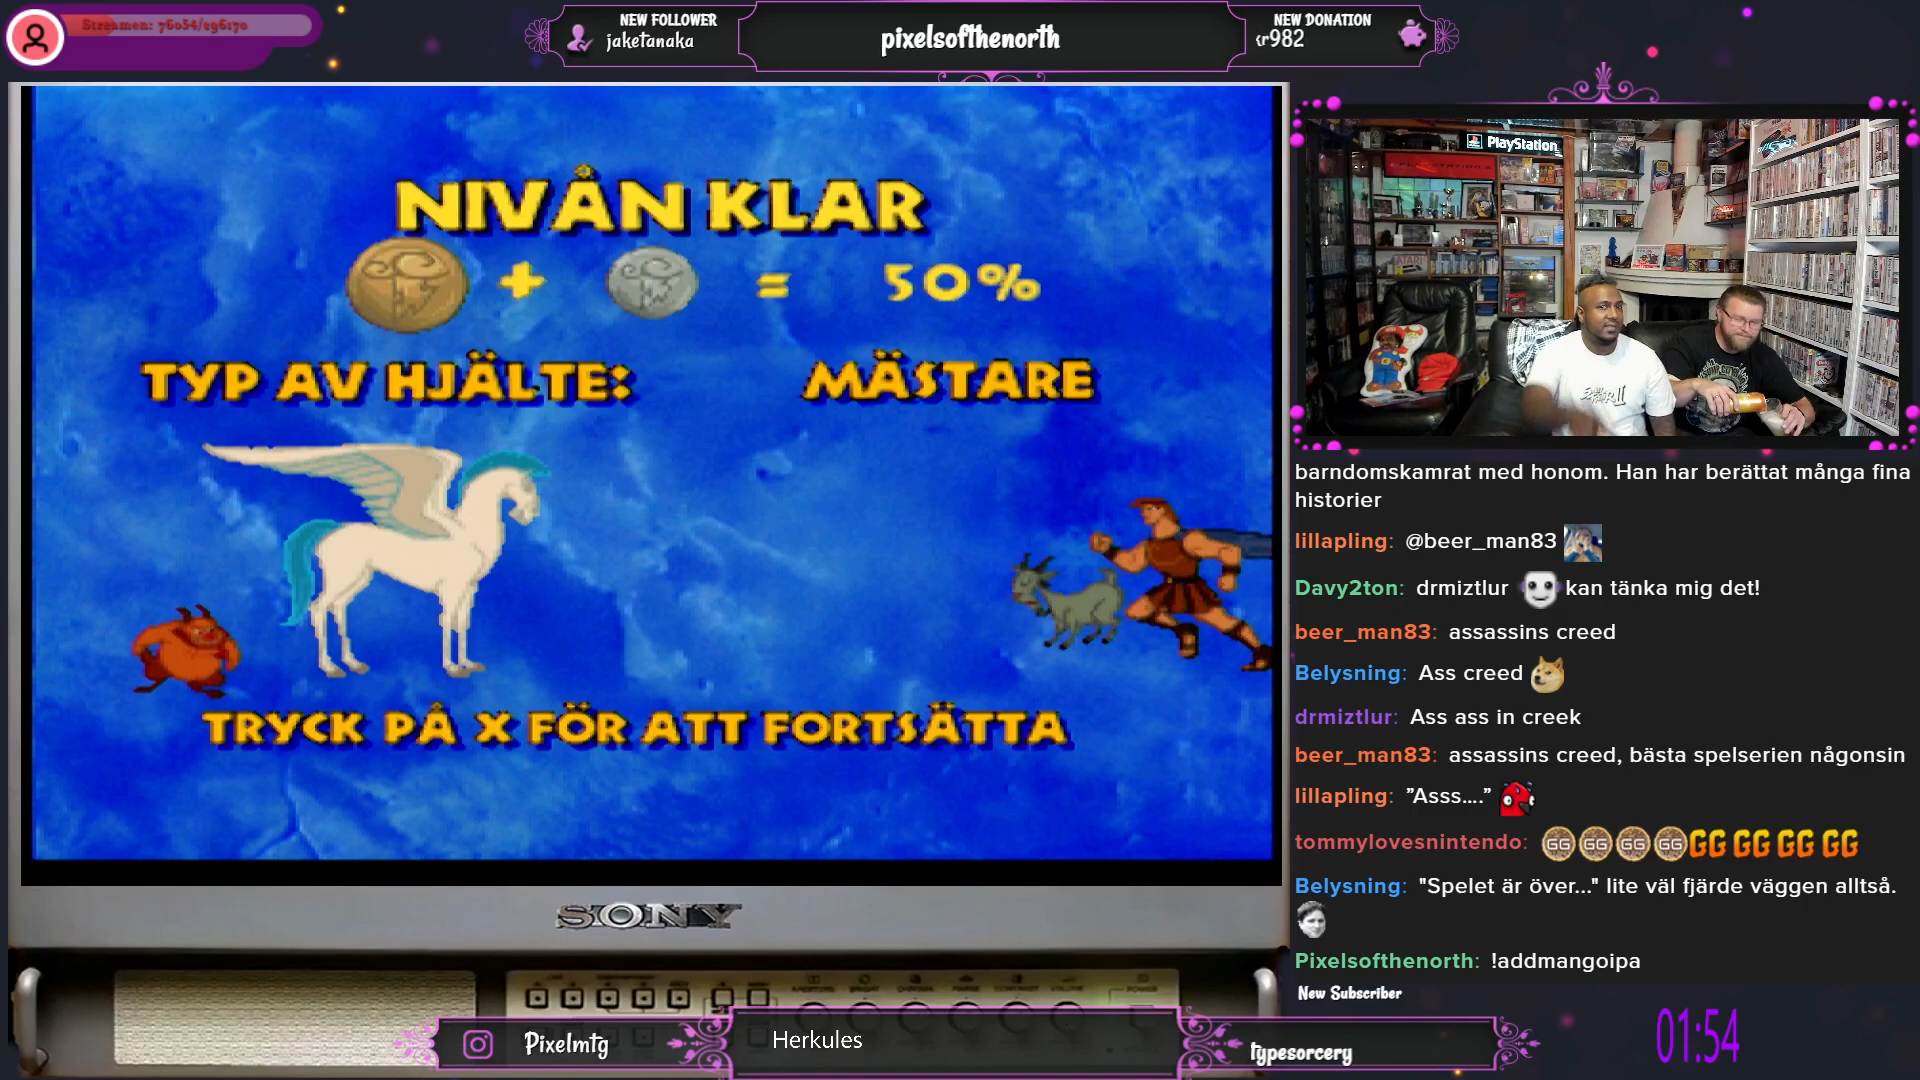 Streamen: 76034/296170
NEW FOLLOWER
jaketanaka
pixelsofthenorth
NEW DONATION
982
NIVÅN KLAR
+ = 50%
TYP AV HJÄLTE: MÄSTARE
TRYCK PÅ X FÖR ATT FORTSÄTTA
SONY
PlayStation
barndomskamrat med honom. Han har berättat många fina
historier
lillapling: @beer_man83
Davy2ton: drmiztlur kan tänka mig det!
beer_man83: assassins creed
Belysning: Ass creed
drmiztlur: Ass ass in creek
beer_man83: assassins creed, bästa spelserien någonsin
lillapling: ”Asss....”
tommylovesnintendo: GG GG GG GG GG GG GG GG
Belysning: "Spelet är över..." lite väl fjärde väggen alltså.
Pixelsofthenorth: !addmangoipa
New Subscriber
typesorcery
Pixelmtg
Herkules
01:54